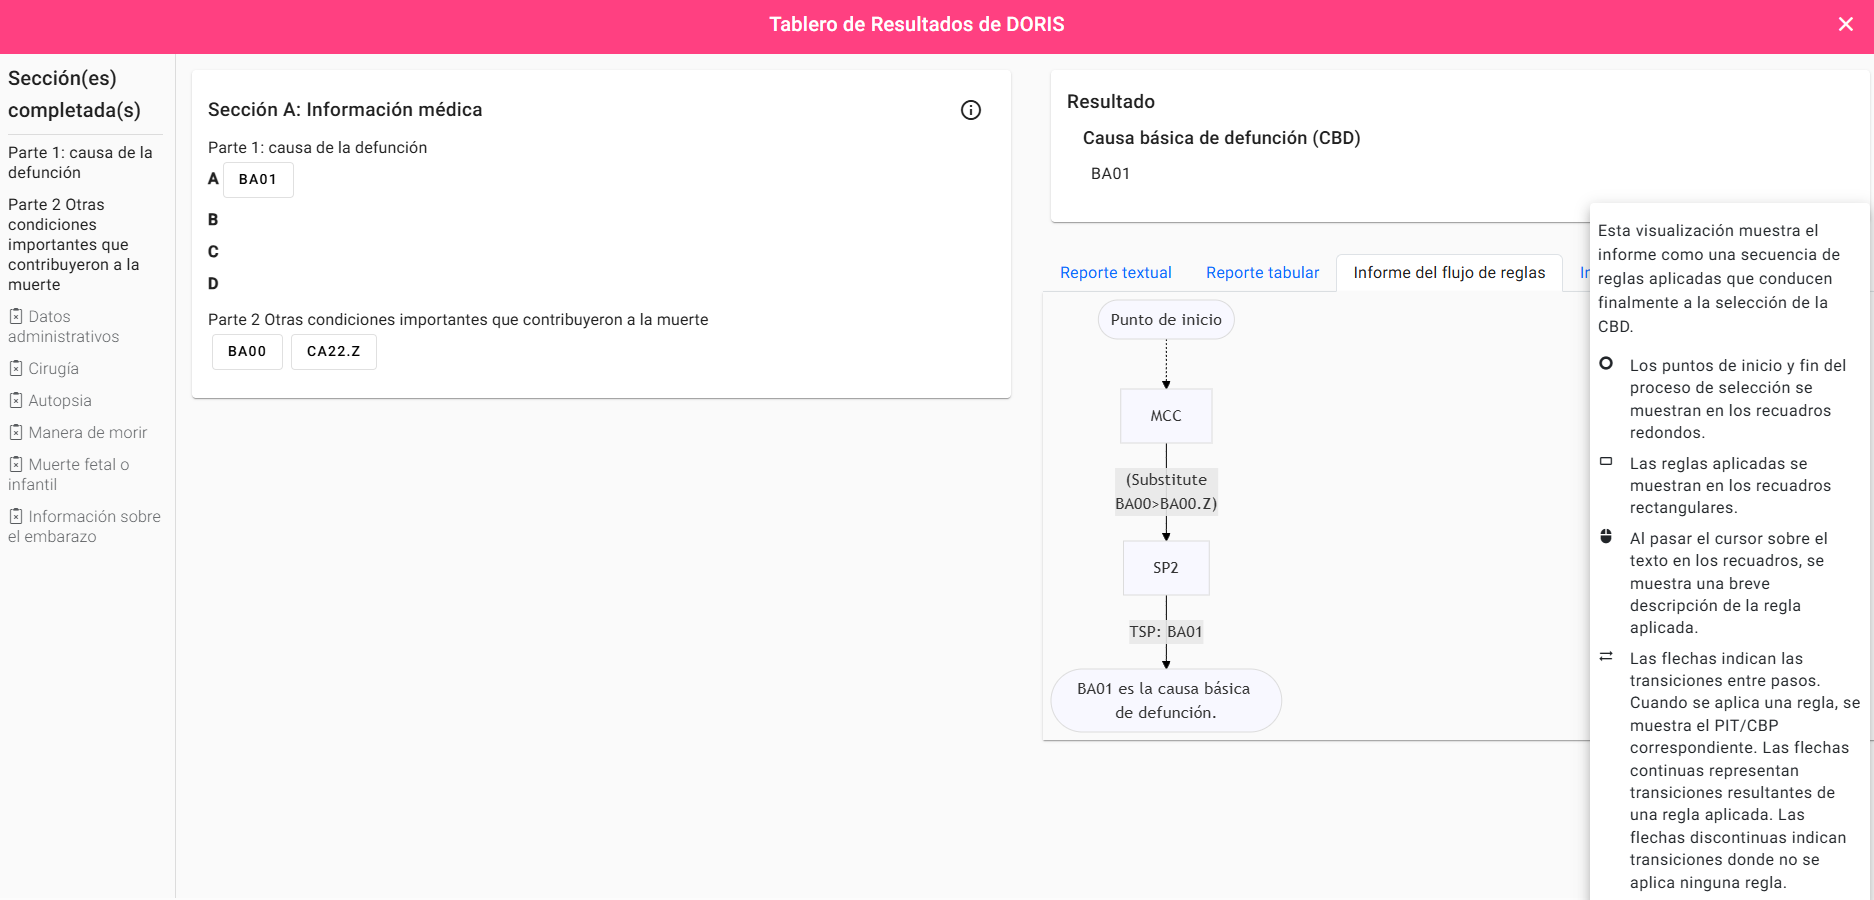 Tablero de Resultados de DORIS
Sección(es)
completada(s)
Parte 1: causa de la
defunción
Parte 2 Otras
condiciones
importantes que
contribuyeron a la
muerte
Datos
administrativos
Cirugía
Autopsia
Manera de morir
Muerte fetal o
infantil
Información sobre
el embarazo
Sección A: Información médica
Parte 1: causa de la defunción
A BA01
B
C
D
Parte 2 Otras condiciones importantes que contribuyeron a la muerte
BA00 CA22.Z
Resultado
Causa básica de defunción (CBD)
BA01
Reporte textual Reporte tabular Informe del flujo de reglas
Punto de inicio
MCC
(Substitute
BA00>BA00.Z)
SP2
TSP: BA01
BA01 es la causa básica
de defunción.
Esta visualización muestra el
informe como una secuencia de
reglas aplicadas que conducen
finalmente a la selección de la
CBD.
Los puntos de inicio y fin del
proceso de selección se
muestran en los recuadros
redondos.
Las reglas aplicadas se
muestran en los recuadros
rectangulares.
Al pasar el cursor sobre el
texto en los recuadros, se
muestra una breve
descripción de la regla
aplicada.
Las flechas indican las
transiciones entre pasos.
Cuando se aplica una regla, se
muestra el PIT/CBP
correspondiente. Las flechas
continuas representan
transiciones resultantes de
una regla aplicada. Las
flechas discontinuas indican
transiciones donde no se
aplica ninguna regla.